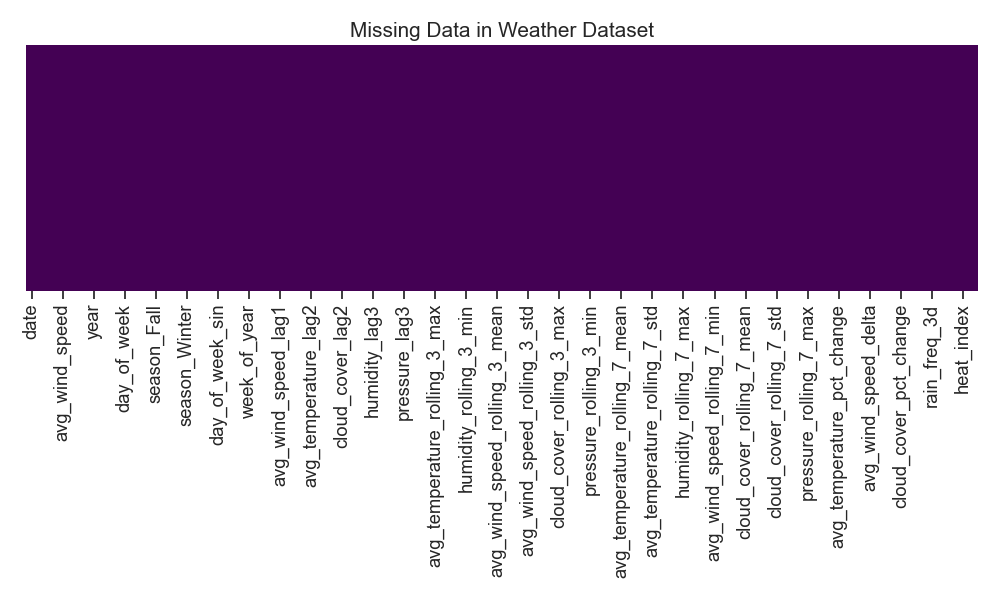 Missing Data in Weather Dataset
date
avg_wind_speed
year
day_of_week
season_Fall
season_Winter
day_of_week_sin
week_of_year
avg_wind_speed_lag1
avg_temperature_lag2
cloud_cover_lag2
humidity_lag3
pressure_lag3
avg_temperature_rolling_3_max
humidity_rolling_3_min
avg_wind_speed_rolling_3_mean
avg_wind_speed_rolling_3_std
cloud_cover_rolling_3_max
pressure_rolling_3_min
avg_temperature_rolling_7_mean
avg_temperature_rolling_7_std
humidity_rolling_7_max
avg_wind_speed_rolling_7_min
cloud_cover_rolling_7_mean
cloud_cover_rolling_7_std
pressure_rolling_7_max
avg_temperature_pct_change
avg_wind_speed_delta
cloud_cover_pct_change
rain_freq_3d
heat_index